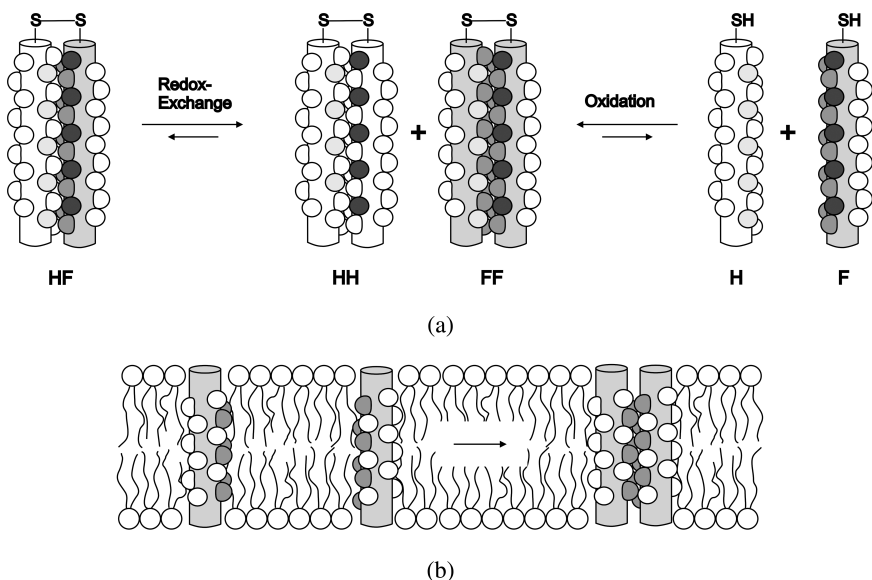 S S S S SH SH
Redox-
Exchange
+
Oxidation
+
HF HH FF H F
(a)
(b)